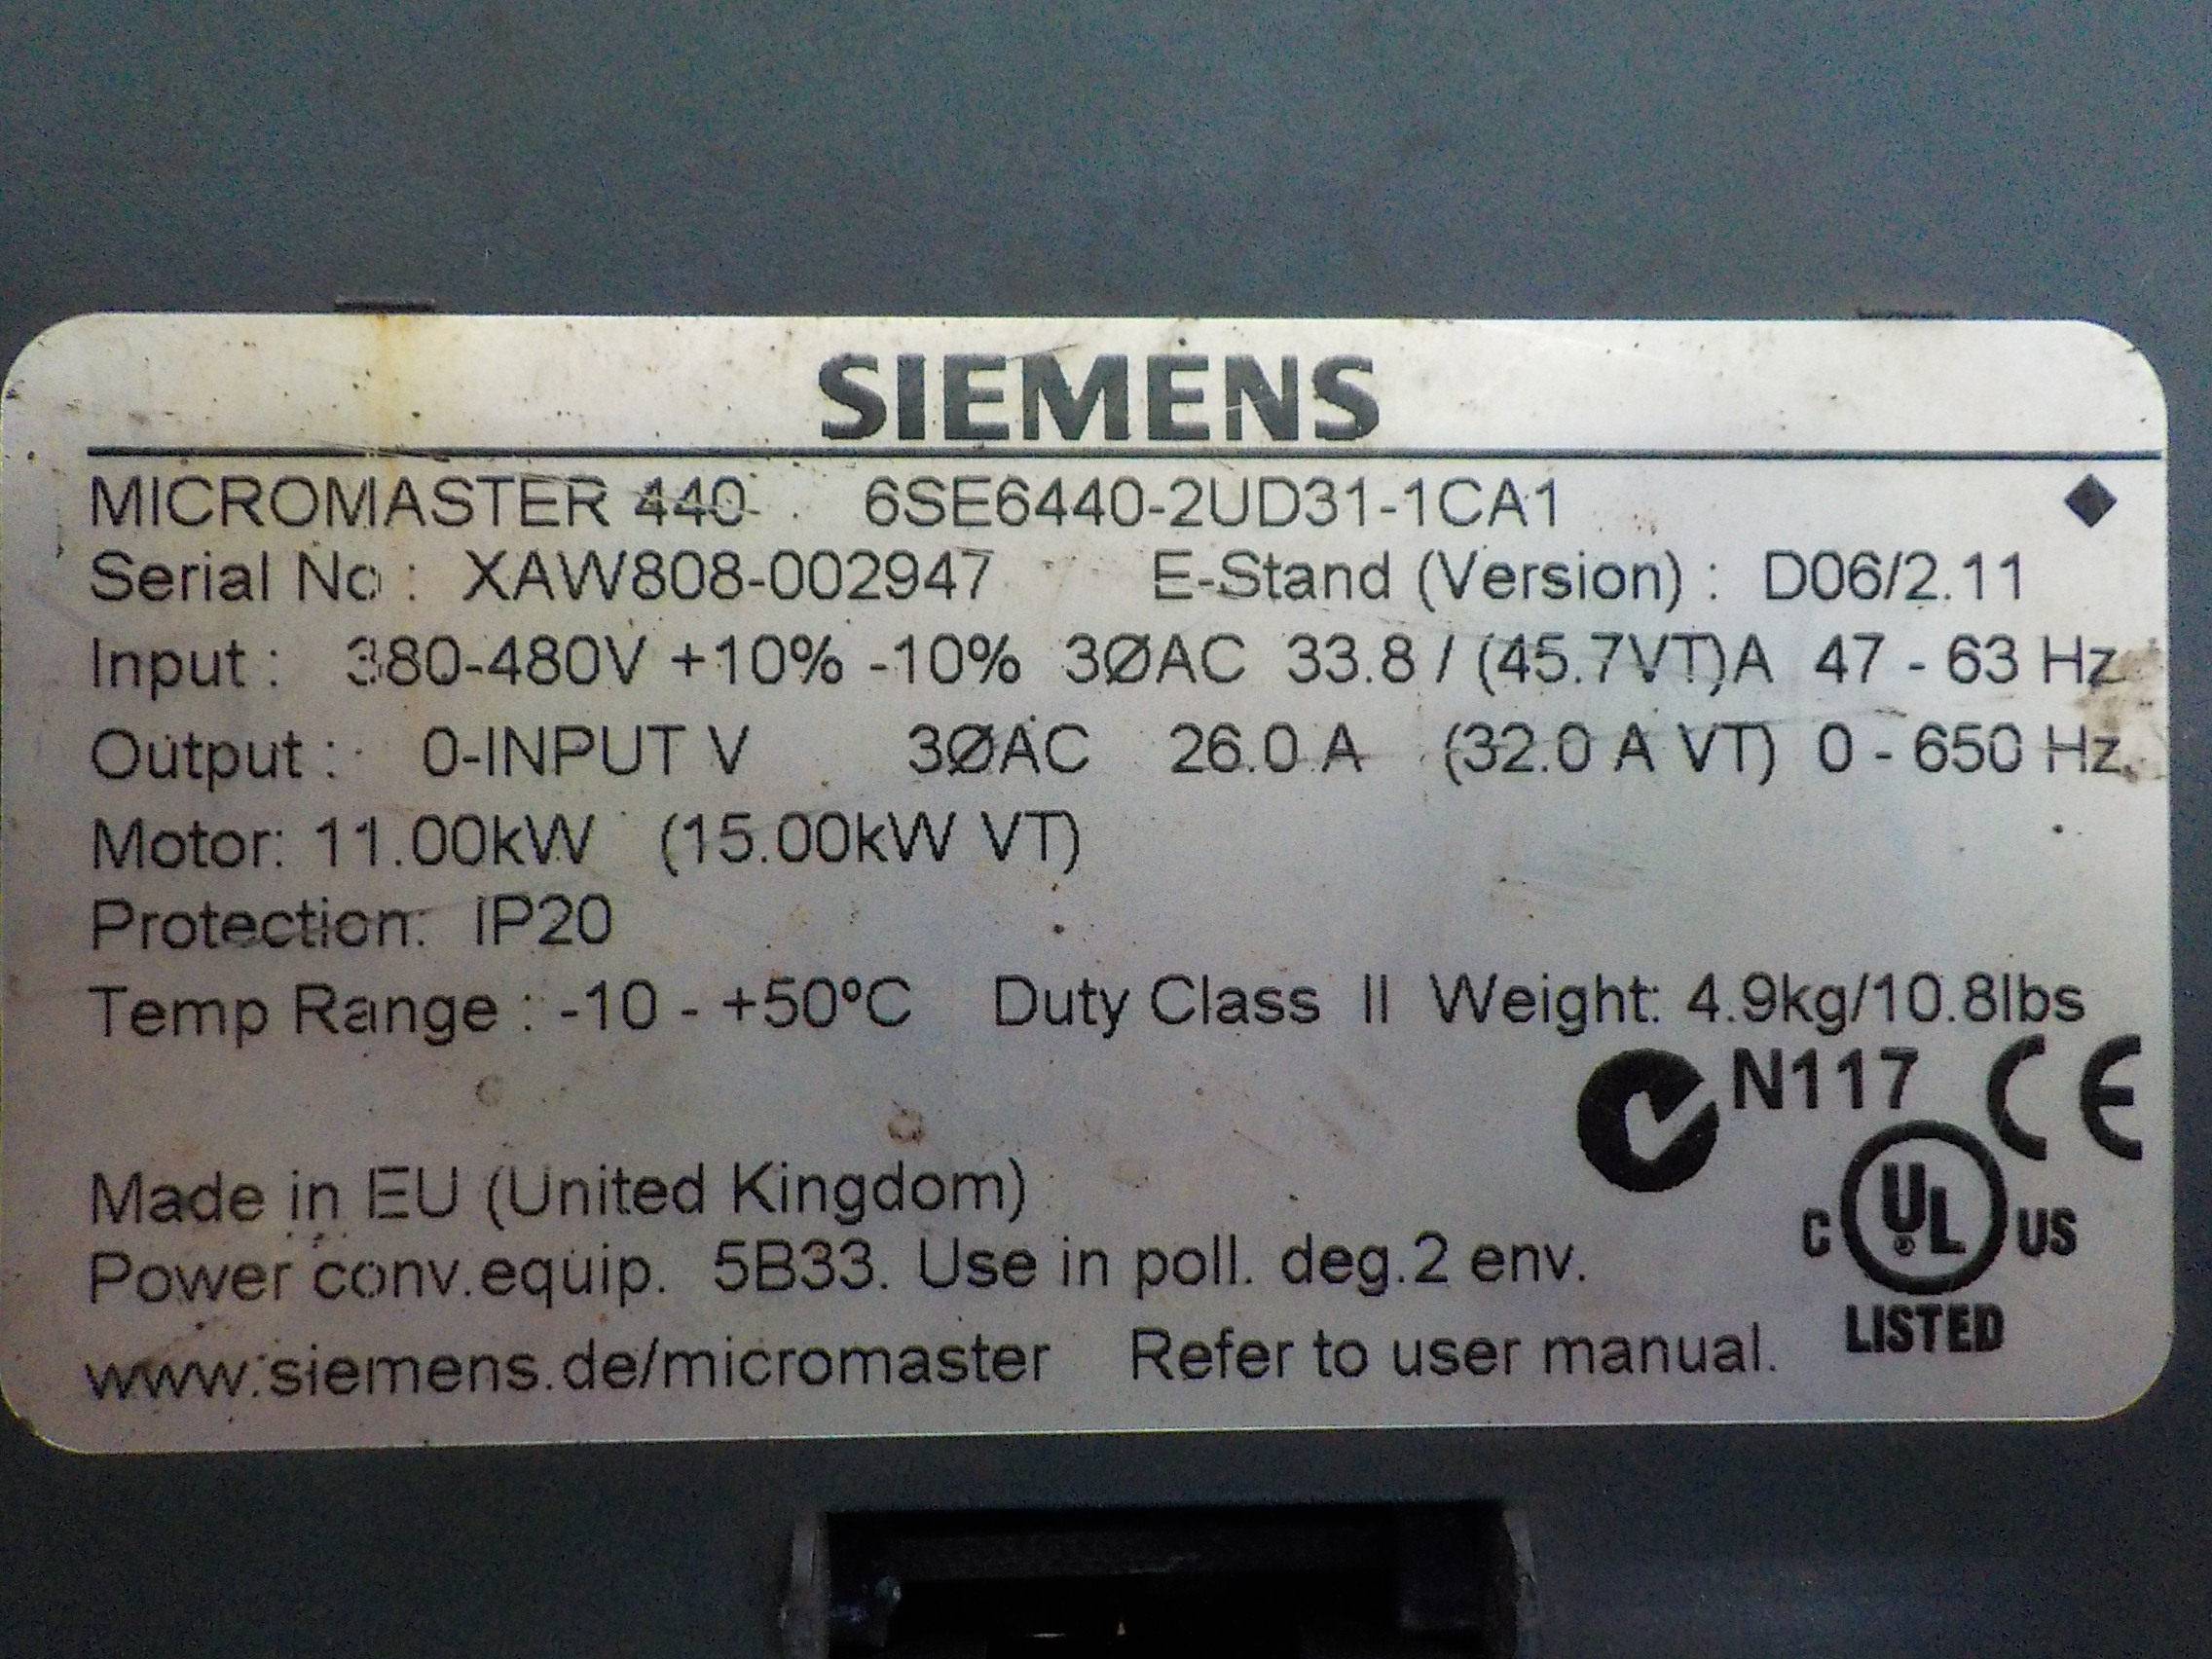 SIEMENS
MICROMASTER 440 6SE6440-2UD31-1CA1
Serial No : XAW808-002947 E-Stand (Version) : D06/2.11
Input : 380-480V +10% -10% 3ØAC 33.8 / (45.7VT)A 47 - 63 Hz
Output : 0-INPUT V 3ØAC 26.0 A (32.0 A VT) 0 - 650 Hz
Motor: 11.00kW (15.00kW VT)
Protection: IP20
Temp Range : -10 - +50ºC Duty Class II Weight: 4.9kg/10.8lbs
N117 CE
Made in EU (United Kingdom)
C UL US
Power conv.equip. 5B33. Use in poll. deg.2 env.
LISTED
www.siemens.de/micromaster Refer to user manual.